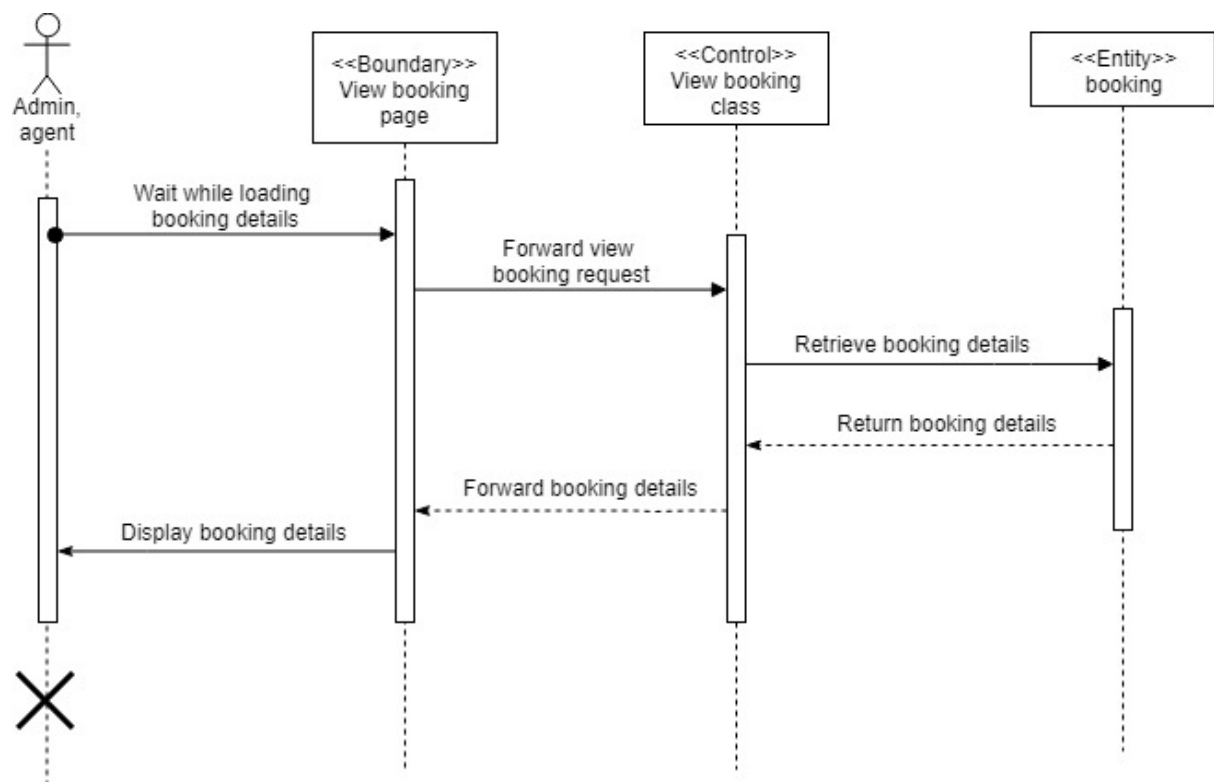 Admin,
agent
<<Boundary>>
View booking
page
<<Control>>
View booking
class
<<Entity>>
booking
Wait while loading
booking details
Forward view
booking request
Retrieve booking details
Return booking details
Forward booking details
Display booking details